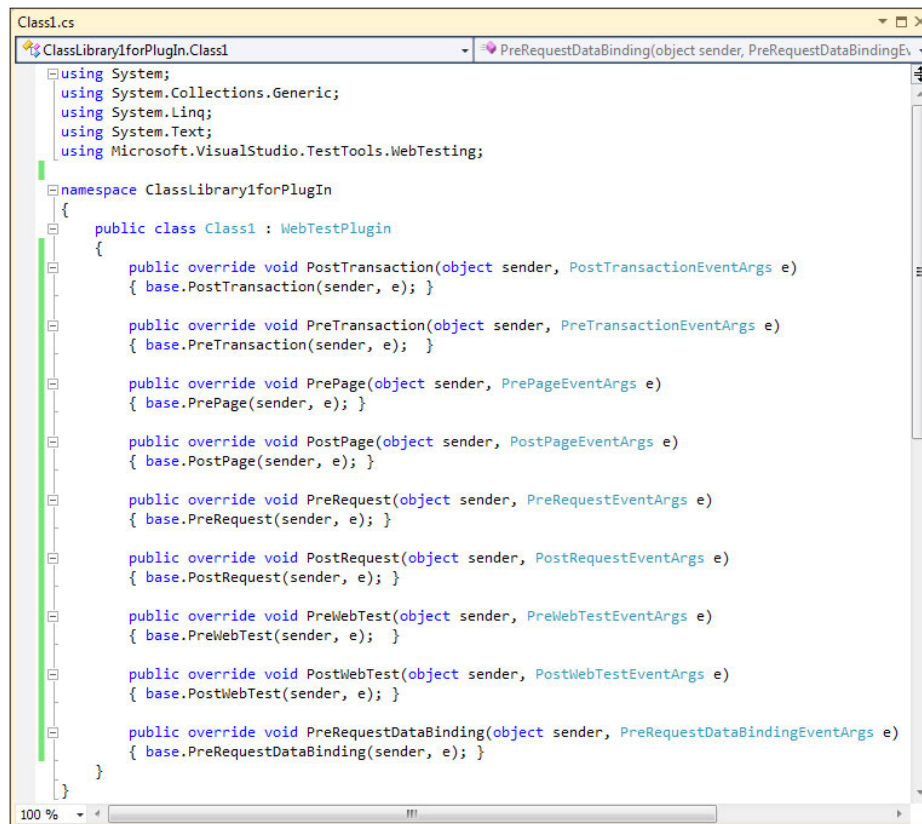 Class1.cs
ClassLibrary1forPlugIn.Class1
PreRequestDataBinding(object sender, PreRequestDataBindingEv
using System;
using System.Collections.Generic;
using System.Linq;
using System.Text;
using Microsoft.VisualStudio.TestTools.WebTesting;
namespace ClassLibrary1forPlugIn
{
public class Class1 : WebTestPlugin
{
public override void PostTransaction(object sender, PostTransactionEventArgs e)
{ base.PostTransaction(sender, e); }
public override void PreTransaction(object sender, PreTransactionEventArgs e)
{ base.PreTransaction(sender, e);  }
public override void PrePage(object sender, PrePageEventArgs e)
{ base.PrePage(sender, e); }
public override void PostPage(object sender, PostPageEventArgs e)
{ base.PostPage(sender, e); }
public override void PreRequest(object sender, PreRequestEventArgs e)
{ base.PreRequest(sender, e); }
public override void PostRequest(object sender, PostRequestEventArgs e)
{ base.PostRequest(sender, e); }
public override void PreWebTest(object sender, PreWebTestEventArgs e)
{ base.PreWebTest(sender, e);  }
public override void PostWebTest(object sender, PostWebTestEventArgs e)
{ base.PostWebTest(sender, e); }
public override void PreRequestDataBinding(object sender, PreRequestDataBindingEventArgs e)
{ base.PreRequestDataBinding(sender, e); }
}
}
100 %